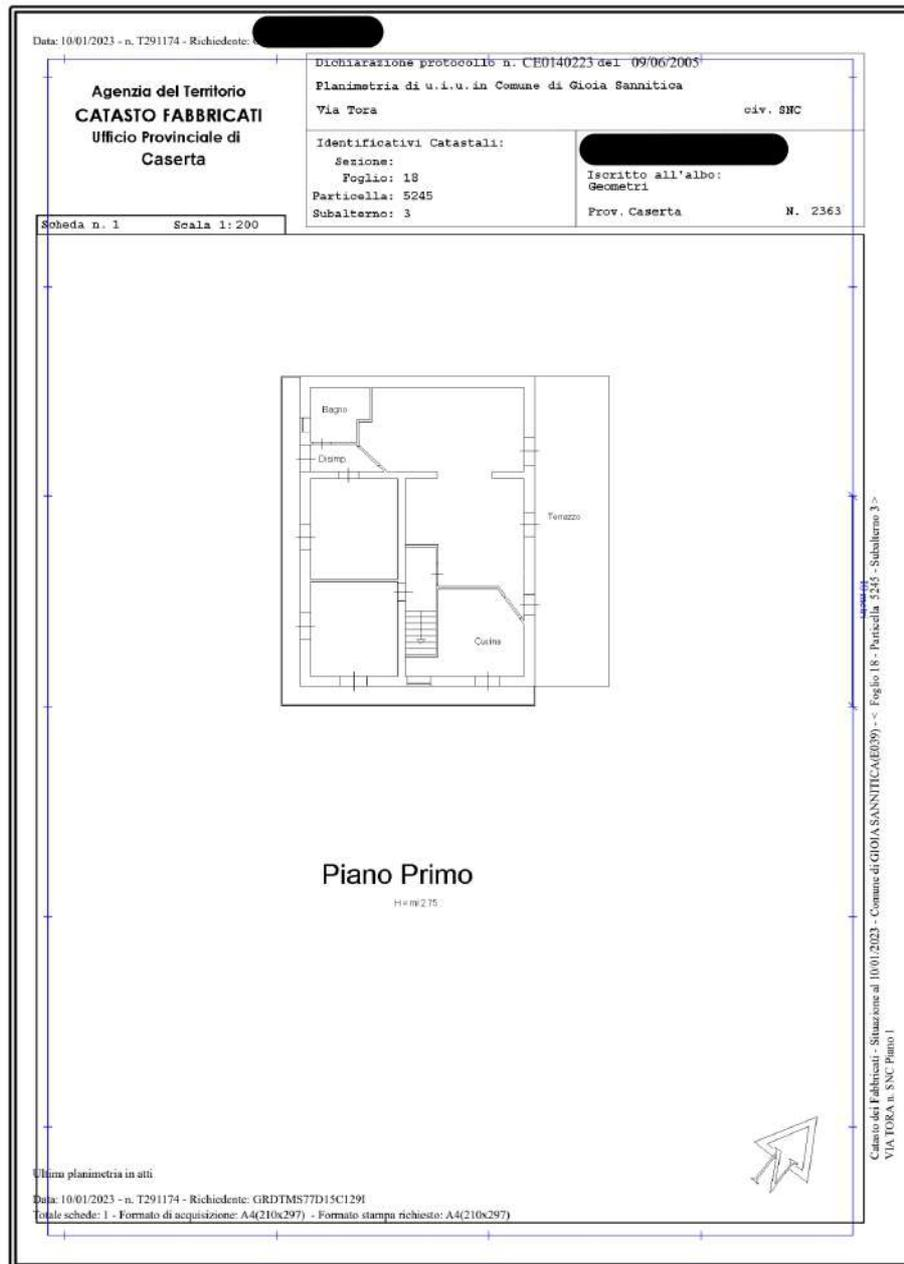 Data: 10/01/2023 - n. T291174 - Richiedente:
Agenzia del Territorio
CATASTO FABBRICATI
Ufficio Provinciale di
Caserta
Dichiarazione protocollo n. CE0140223 del 09/06/2005
Planimetria di u.i.u. in Comune di Gioia Sannitica
Via Tora civ. SNC
Identificativi Catastali:
Sezione:
Foglio: 18
Particella: 5245
Subalterno: 3
Iscritto all'albo:
Geometri
Prov. Caserta N. 2363
Scheda n. 1 Scala 1:200
Bagno
Disimp.
Terrazzo
Cucina
Piano Primo
H = ml 2.75
10 metri
Catasto dei Fabbricati - Situazione al 10/01/2023 - Comune di GIOIA SANNITICA(E039) - < Foglio 18 - Particella 5245 - Subalterno 3 >
VIA TORA n. SNC Piano 1
Ultima planimetria in atti
Data: 10/01/2023 - n. T291174 - Richiedente: GRDTMS77D15C129I
Totale schede: 1 - Formato di acquisizione: A4(210x297) - Formato stampa richiesto: A4(210x297)